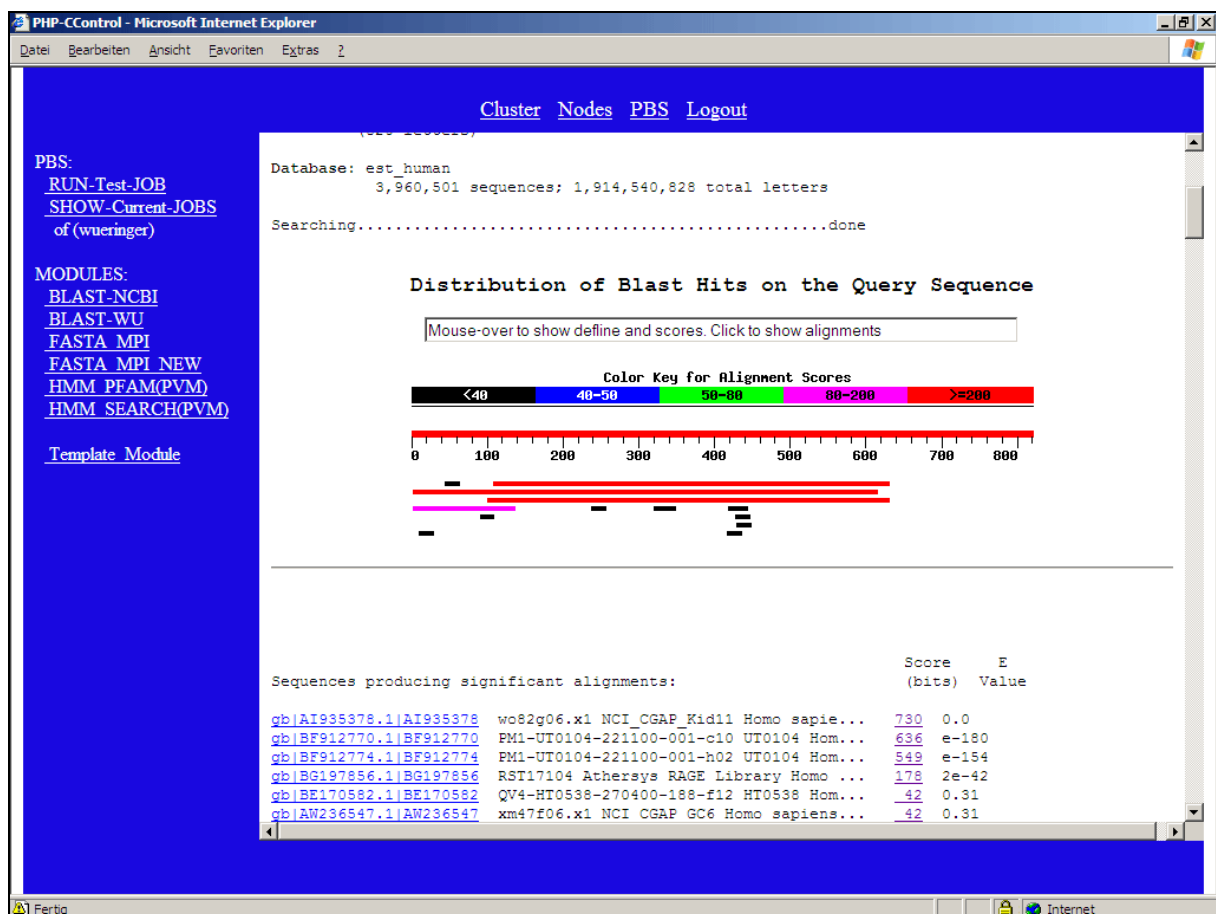 PHP-CControl - Microsoft Internet Explorer
Datei Bearbeiten Ansicht Favoriten Extras ?
Cluster Nodes PBS Logout
PBS:
RUN-Test-JOB
SHOW-Current-JOBS
of (wueringer)
MODULES:
BLAST-NCBI
BLAST-WU
FASTA MPI
FASTA MPI NEW
HMM PFAM(PVM)
HMM SEARCH(PVM)
Template Module
Database: est_human
3,960,501 sequences; 1,914,540,828 total letters
Searching..................................................done
Distribution of Blast Hits on the Query Sequence
Mouse-over to show defline and scores. Click to show alignments
Color Key for Alignment Scores
<40 40-50 50-80 80-200 >=200
0 100 200 300 400 500 600 700 800
Score E
Sequences producing significant alignments: (bits) Value
gb|AI935378.1|AI935378 wo82g06.x1 NCI_CGAP_Kid11 Homo sapie... 730 0.0
gb|BF912770.1|BF912770 PM1-UT0104-221100-001-c10 UT0104 Hom... 636 e-180
gb|BF912774.1|BF912774 PM1-UT0104-221100-001-h02 UT0104 Hom... 549 e-154
gb|BG197856.1|BG197856 RST17104 Athersys RAGE Library Homo ... 178 2e-42
gb|BE170582.1|BE170582 QV4-HT0538-270400-188-f12 HT0538 Hom... 42 0.31
gb|AW236547.1|AW236547 xm47f06.x1 NCI CGAP GC6 Homo sapiens... 42 0.31
Fertig
Internet